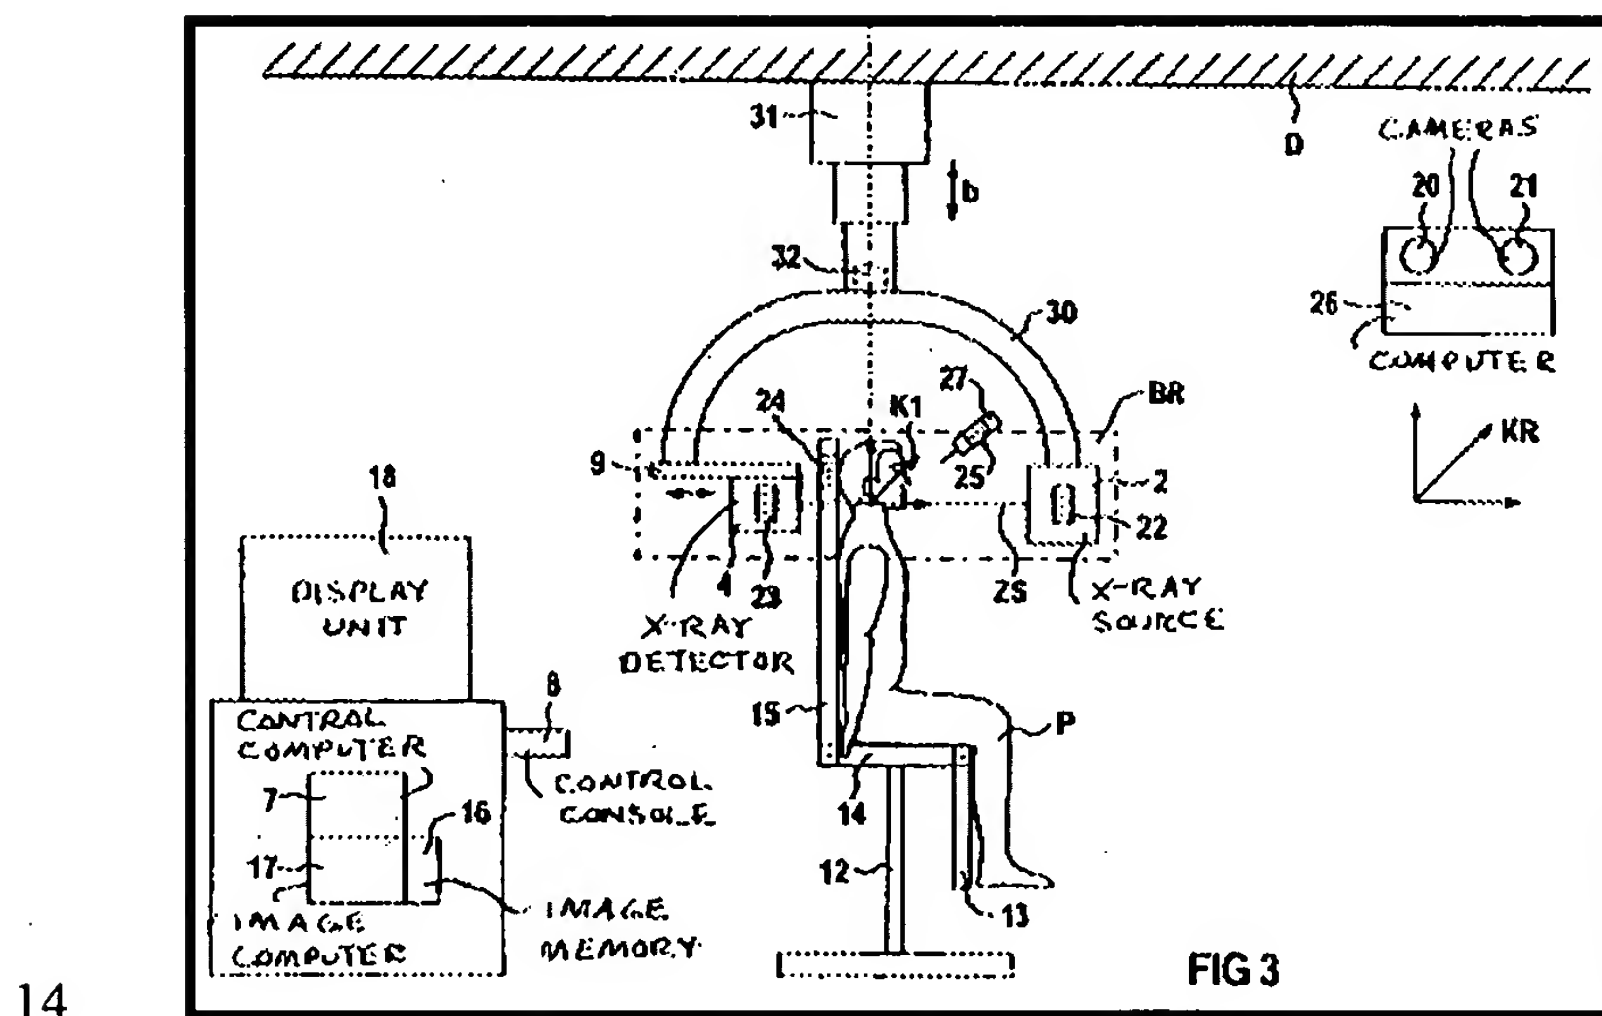 31
b
D
CAMERAS
20
21
32
30
26
COMPUTER
27
24
K1
BR
KR
9
25
2
18
22
4
23
ZS
DISPLAY
UNIT
X-RAY
DETECTOR
X-RAY
SOURCE
8
15
P
CONTROL
COMPUTER
7
16
CONTROL
CONSOLE
14
17
12
13
IMAGE
COMPUTER
IMAGE
MEMORY
FIG 3
14